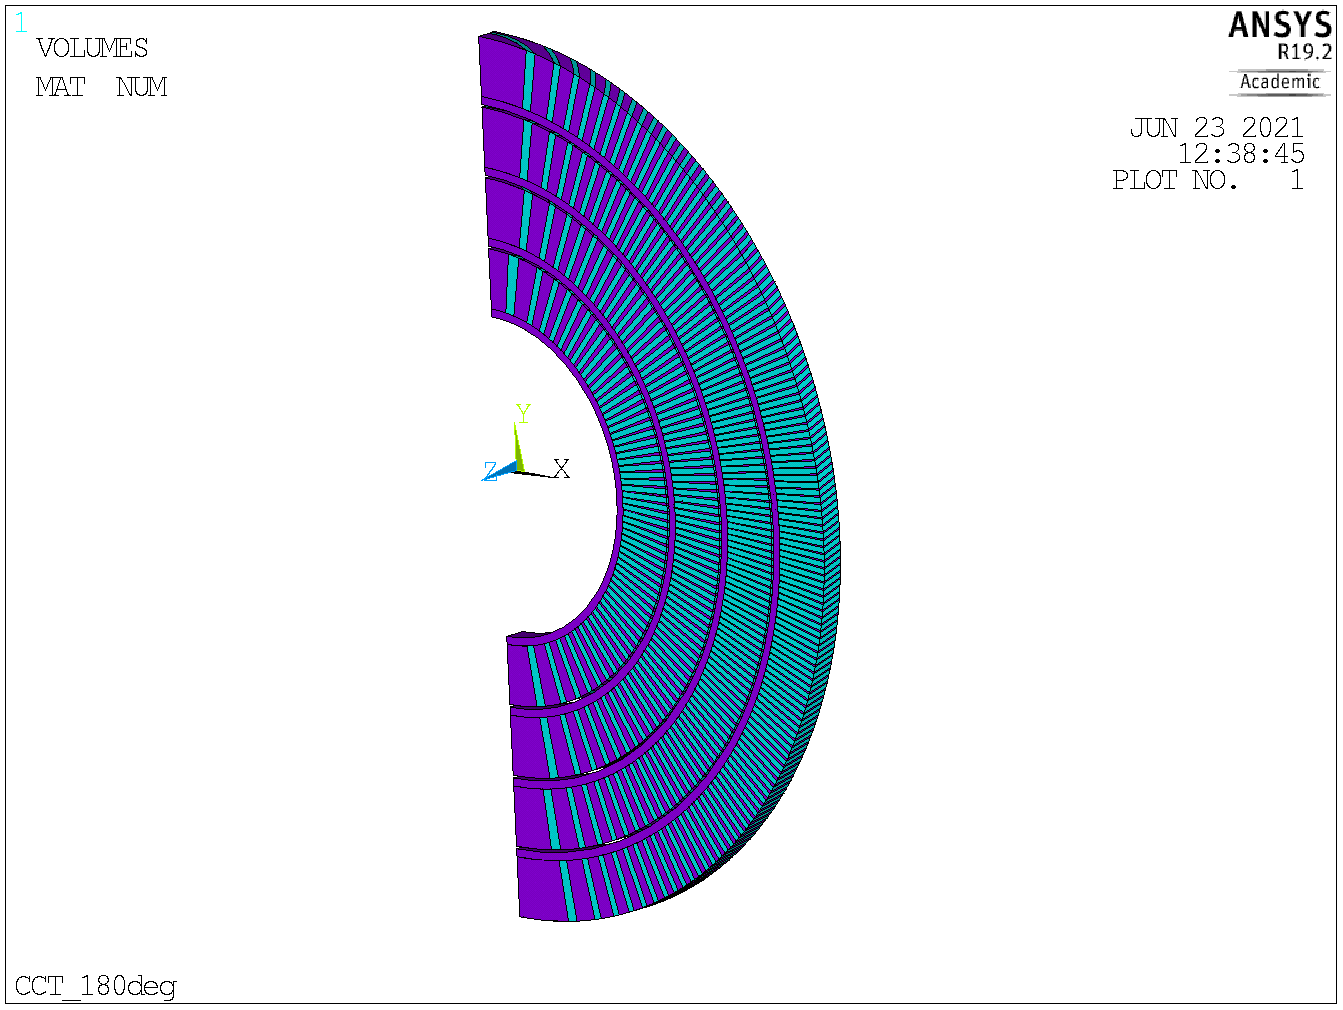 1
VOLUMES
MAT NUM
ANSYS
R19.2
Academic
JUN 23 2021
12:38:45
PLOT NO. 1
Y
Z
X
CCT_180deg